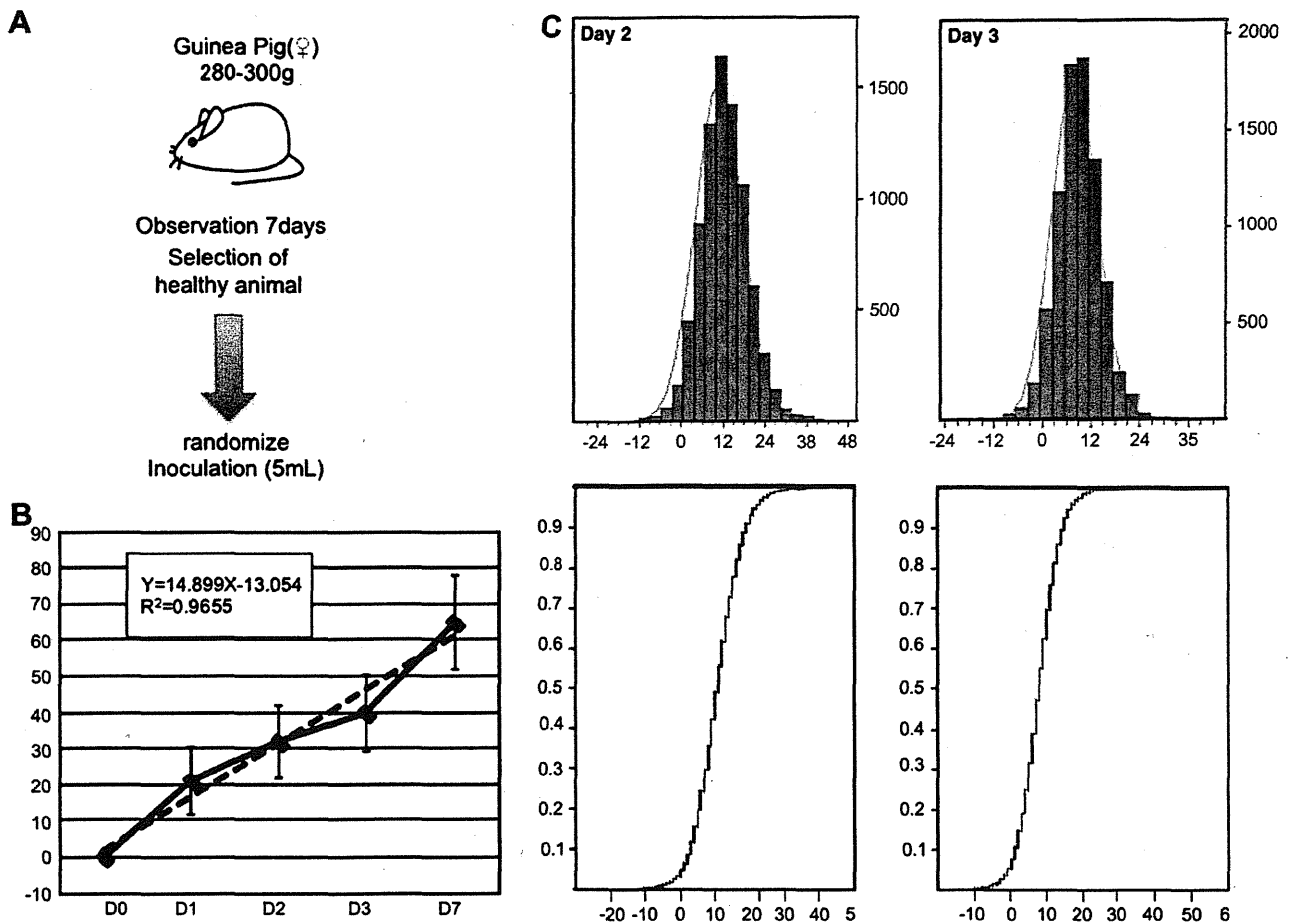 A
Guinea Pig(♀)
280-300g
Observation 7days
Selection of
healthy animal
randomize
Inoculation (5mL)
B
90
80
70
60
50
40
30
20
10
0
-10
Y=14.899X-13.054
R²=0.9655
D0 D1 D2 D3 D7
C
Day 2
1500
1000
500
-24 -12 0 12 24 38 48
Day 3
2000
1500
1000
500
-24 -12 0 12 24 35
0.9
0.8
0.7
0.6
0.5
0.4
0.3
0.2
0.1
-20 -10 0 10 20 30 40 5
0.9
0.8
0.7
0.6
0.5
0.4
0.3
0.2
0.1
-10 0 10 20 30 40 50 6